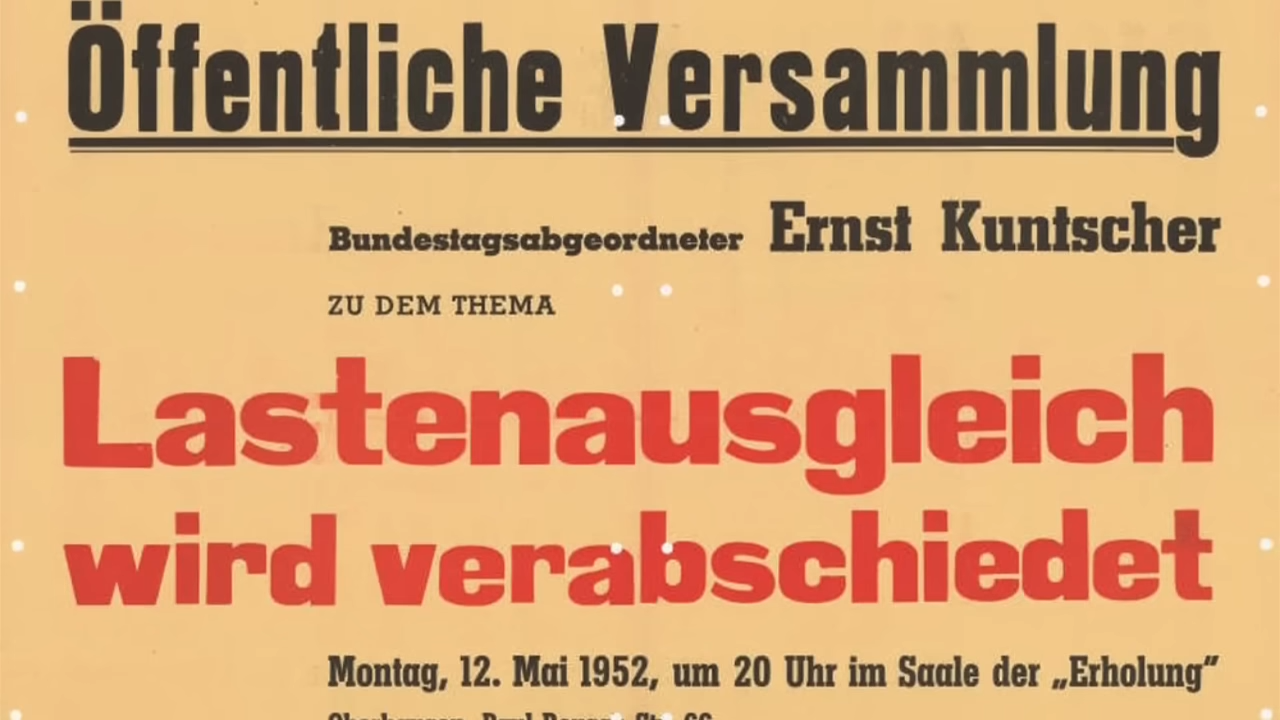 Öffentliche Versammlung
Bundestagsabgeordneter Ernst Kuntscher
ZU DEM THEMA
Lastenausgleich
wird verabschiedet
Montag, 12. Mai 1952, um 20 Uhr im Saale der „Erholung”